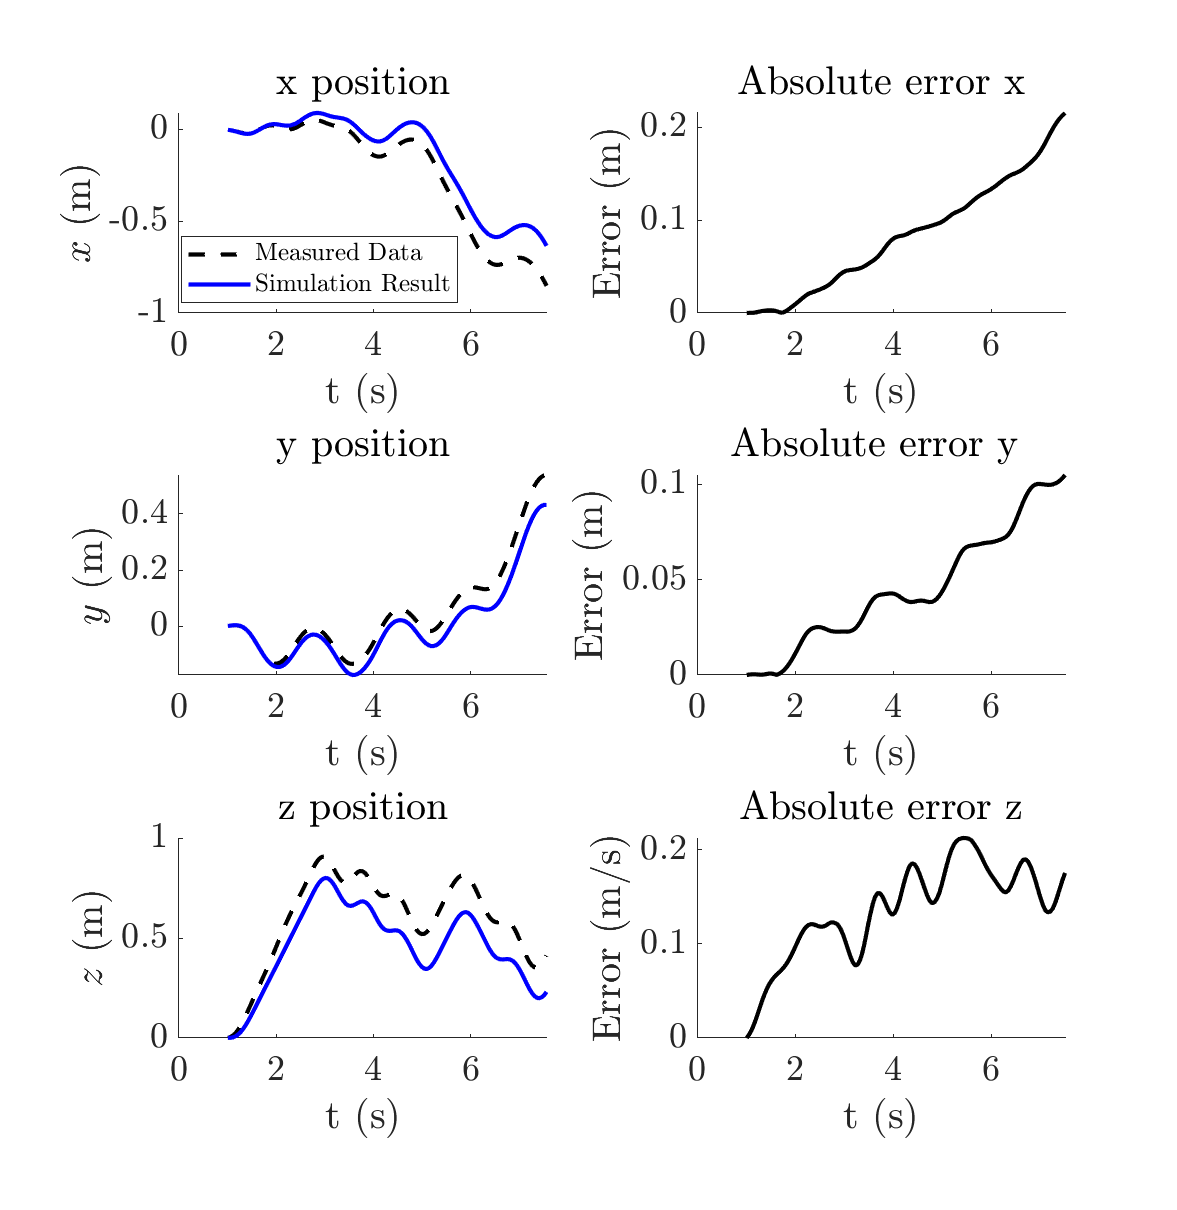 x position
x (m)
0
-0.5
-1
Measured Data
Simulation Result
0 2 4 6
t (s)
Absolute error x
Error (m)
0.2
0.1
0
0 2 4 6
t (s)
y position
y (m)
0.4
0.2
0
0 2 4 6
t (s)
Absolute error y
Error (m)
0.1
0.05
0
0 2 4 6
t (s)
z position
z (m)
1
0.5
0
0 2 4 6
t (s)
Absolute error z
Error (m/s)
0.2
0.1
0
0 2 4 6
t (s)